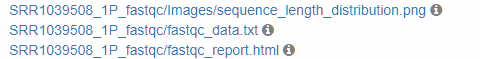 SRR1039508_1P_fastqc/Images/sequence_length_distribution.png
SRR1039508_1P_fastqc/fastqc_data.txt
SRR1039508_1P_fastqc/fastqc_report.html